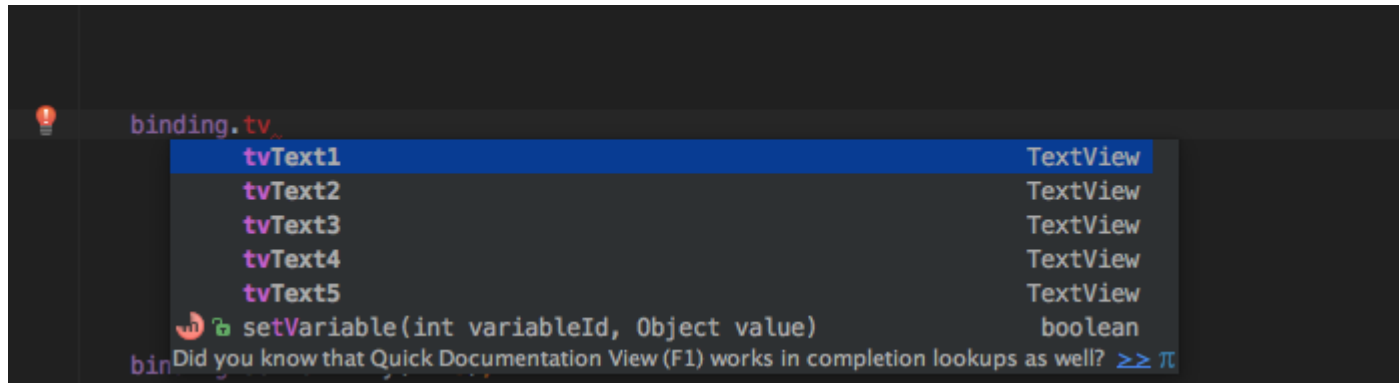 binding.tv
tvText1 TextView
tvText2 TextView
tvText3 TextView
tvText4 TextView
tvText5 TextView
m setVariable(int variableId, Object value) boolean
bin Did you know that Quick Documentation View (F1) works in completion lookups as well? >> π